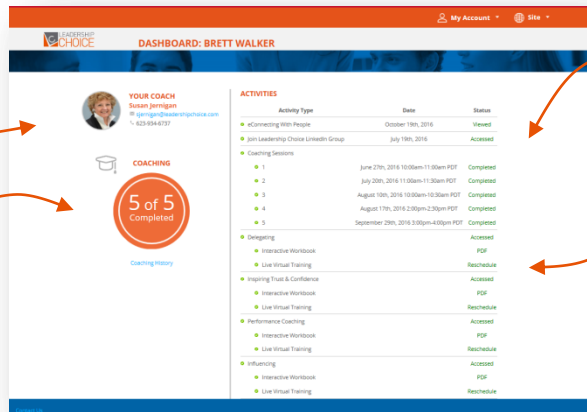 My Account
Site
LEADERSHIP
CHOICE
DASHBOARD: BRETT WALKER
YOUR COACH
Susan Jernigan
sjernigan@leadershipchoice.com
623-934-6737
COACHING
5 of 5
Completed
Coaching History
ACTIVITIES
Activity Type Date Status
eConnecting With People October 19th, 2016 Viewed
Join Leadership Choice LinkedIn Group July 19th, 2016 Accessed
Coaching Sessions
1 June 27th, 2016 10:00am-11:00am PDT Completed
2 July 20th, 2016 11:00am-11:30am PDT Completed
3 August 10th, 2016 10:00am-10:30am PDT Completed
4 August 17th, 2016 2:00pm-2:30pm PDT Completed
5 September 29th, 2016 3:00pm-4:00pm PDT Completed
Delegating Accessed
Interactive Workbook PDF
Live Virtual Training Reschedule
Inspiring Trust & Confidence Accessed
Interactive Workbook PDF
Live Virtual Training Reschedule
Performance Coaching Accessed
Interactive Workbook PDF
Live Virtual Training Reschedule
Influencing Accessed
Interactive Workbook PDF
Live Virtual Training Reschedule
Contact Us